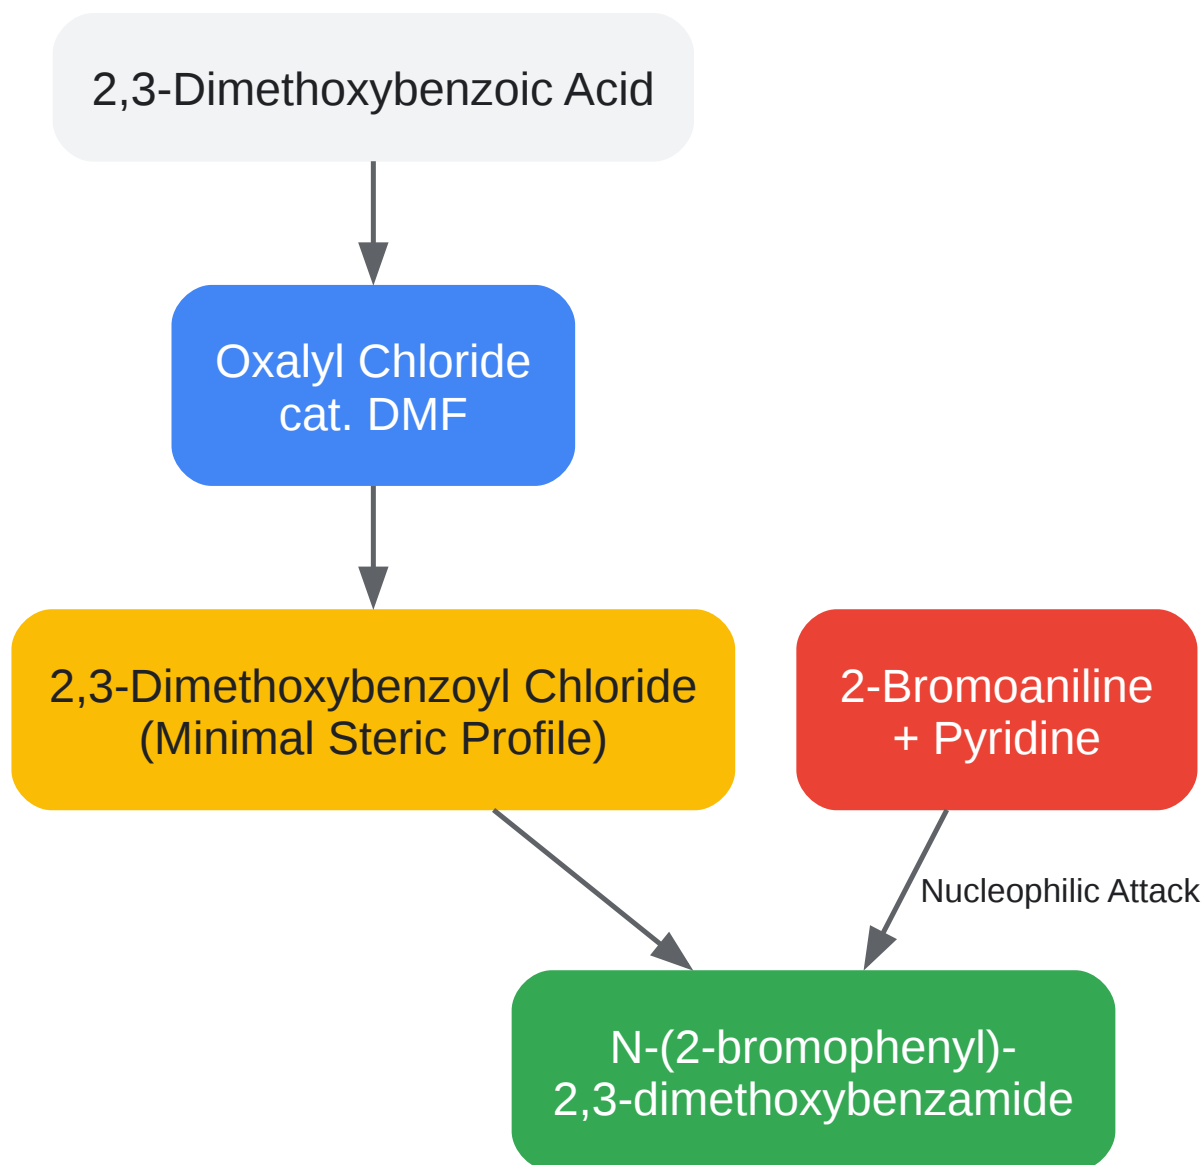 2,3-Dimethoxybenzoic Acid
Oxalyl Chloride
cat. DMF
2,3-Dimethoxybenzoyl Chloride
(Minimal Steric Profile)
2-Bromoaniline
+ Pyridine
Nucleophilic Attack
N-(2-bromophenyl)-
2,3-dimethoxybenzamide